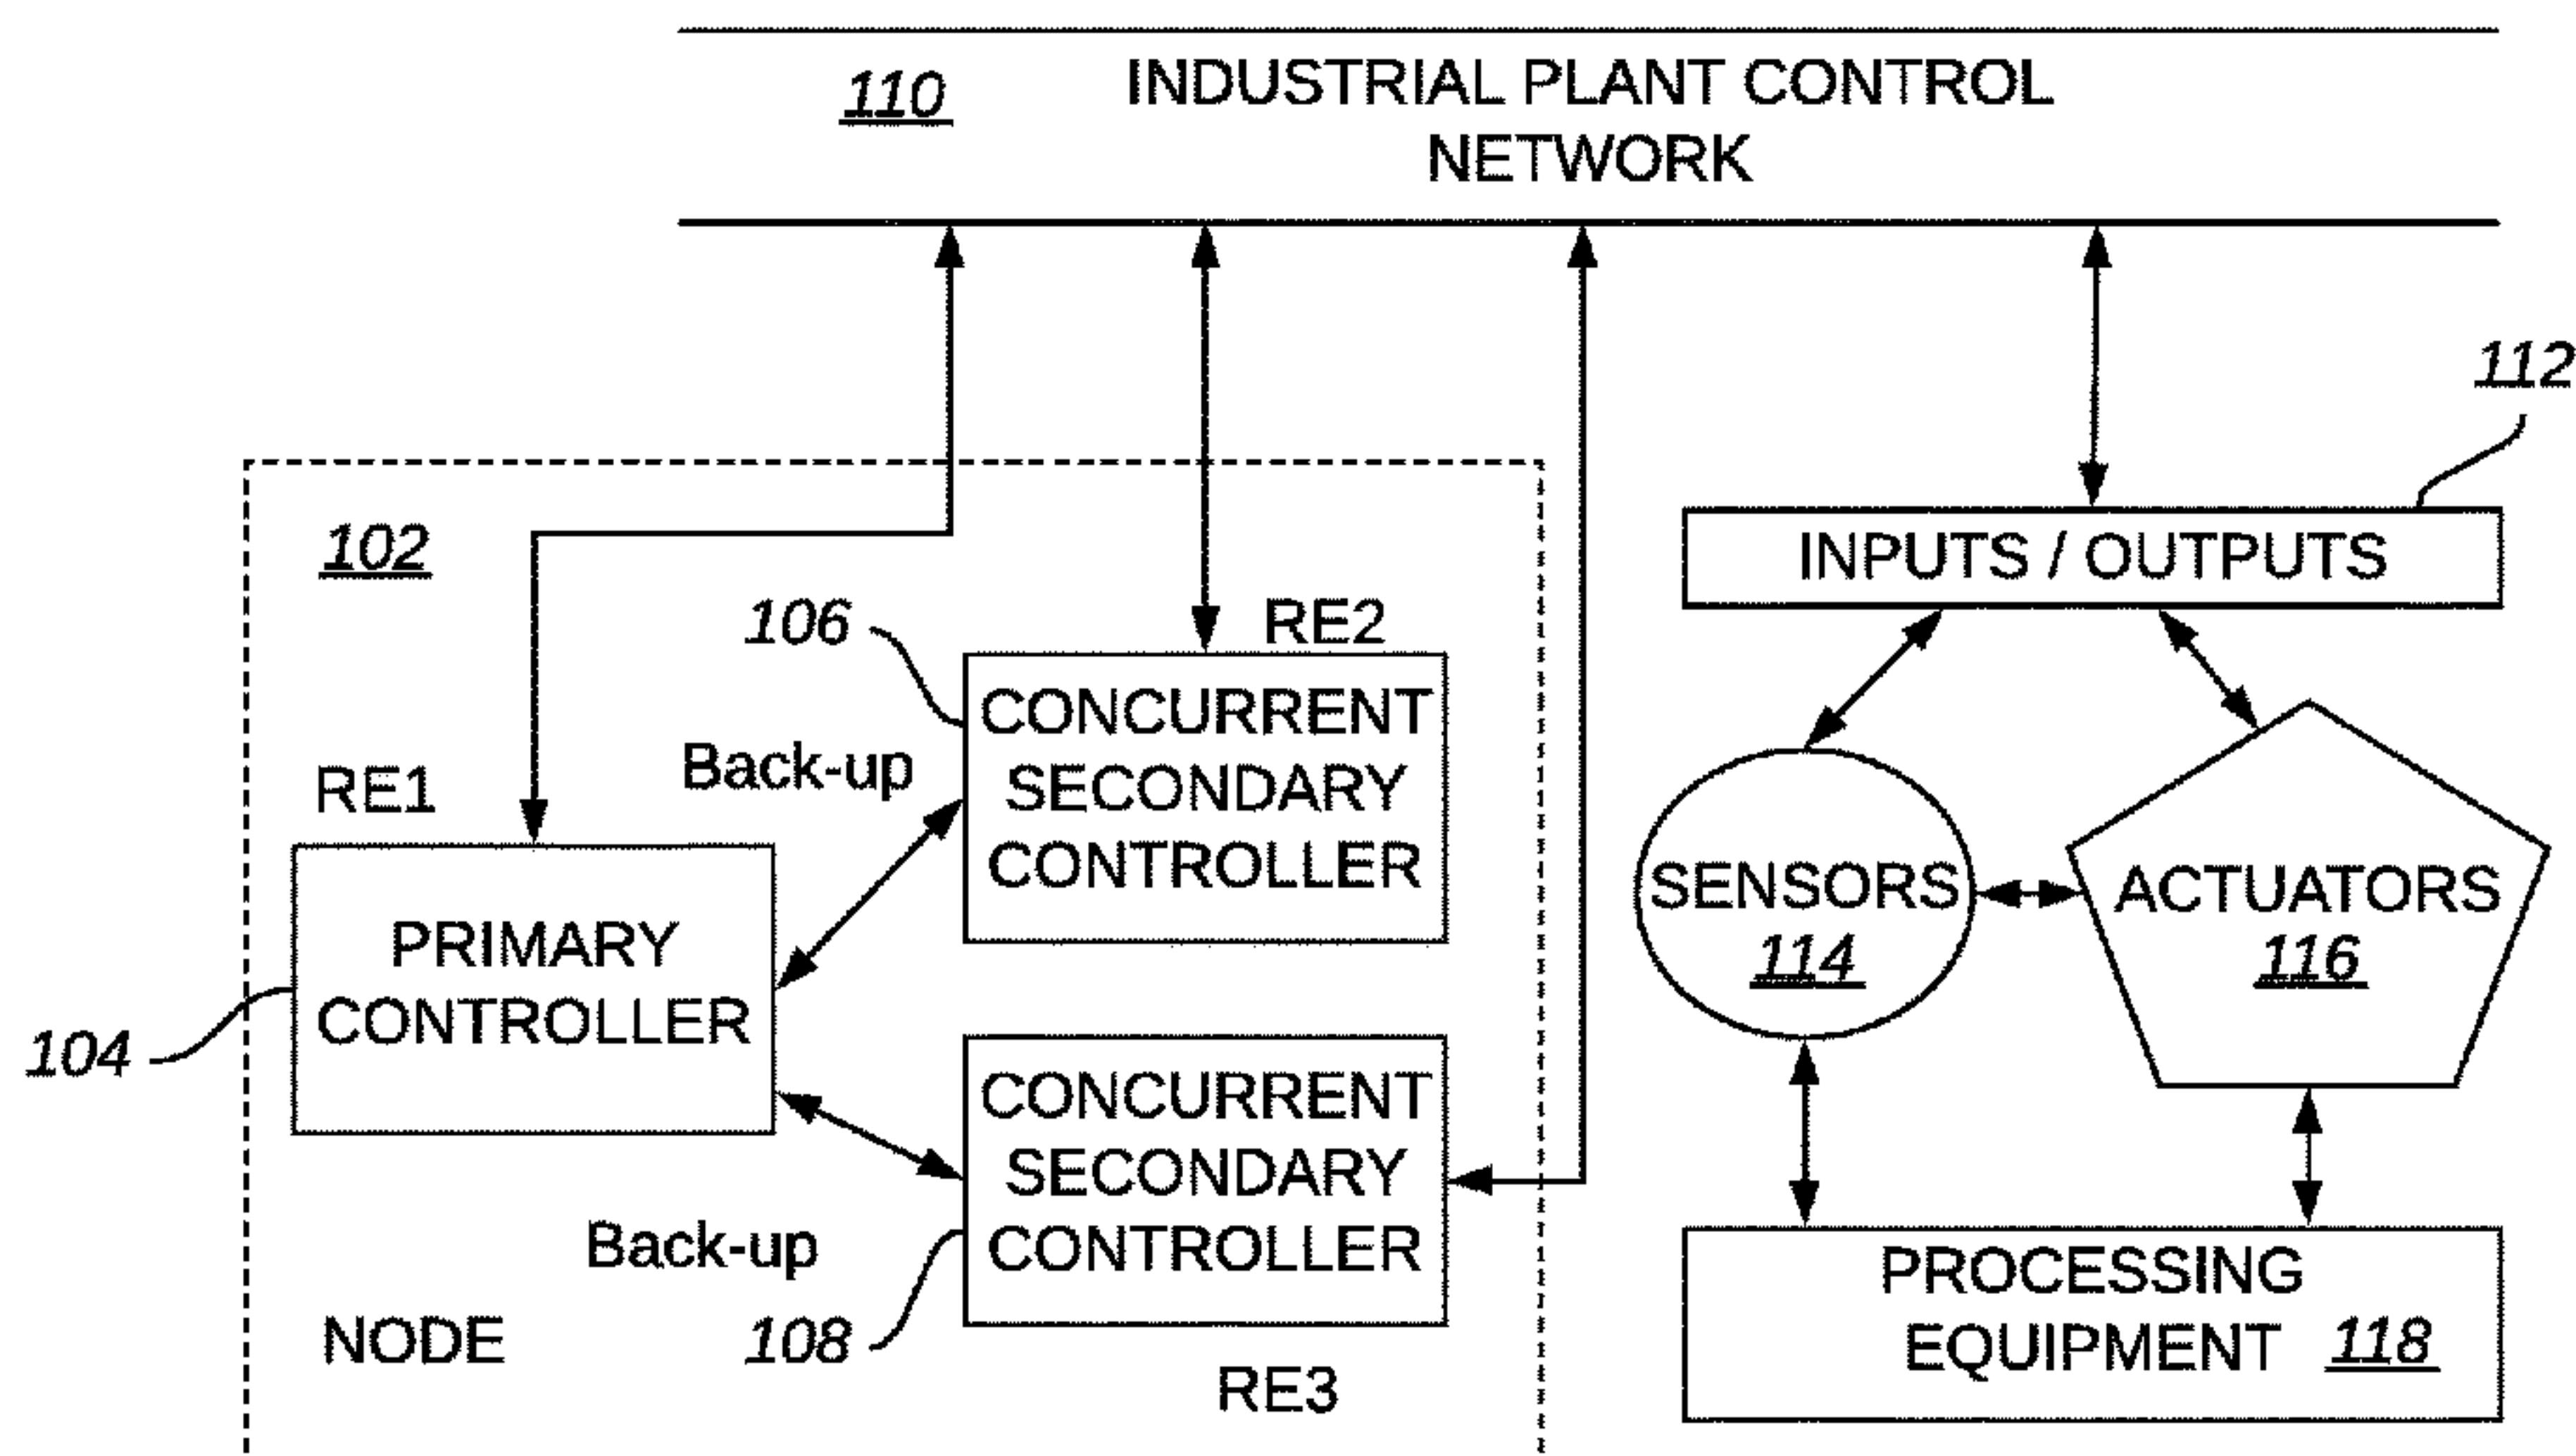 110
INDUSTRIAL PLANT CONTROL
NETWORK
112
102
INPUTS / OUTPUTS
106
RE2
CONCURRENT
SECONDARY
CONTROLLER
Back-up
RE1
SENSORS
114
ACTUATORS
116
PRIMARY
CONTROLLER
104
CONCURRENT
SECONDARY
CONTROLLER
Back-up
108
NODE
RE3
PROCESSING
EQUIPMENT 118